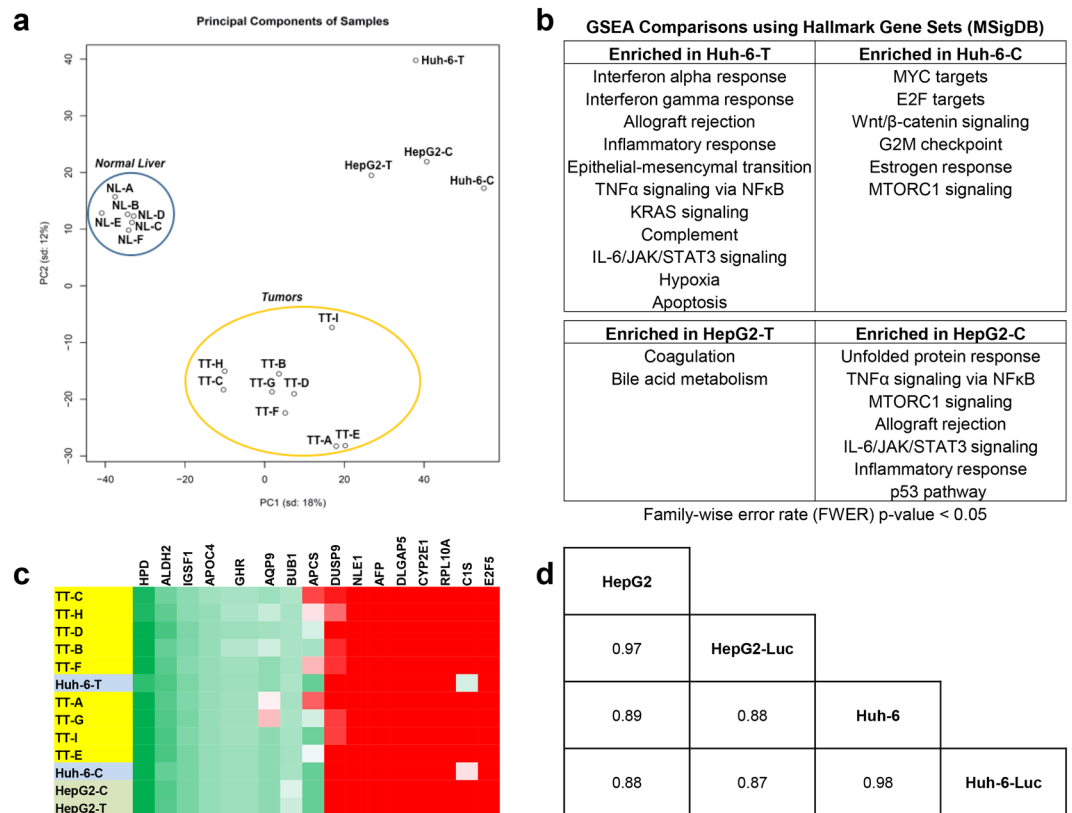 a
Principal Components of Samples
PC2 (sd: 12%)
40
30
20
10
0
−10
−20
−30
Huh-6-T
HepG2-C
HepG2-T
Huh-6-C
Normal Liver
NL-A
NL-B
NL-D
NL-E
NL-C
NL-F
Tumors
TT-I
TT-H
TT-B
TT-C
TT-G
TT-D
TT-F
TT-A
TT-E
−40
−20
0
20
40
PC1 (sd: 18%)
b
GSEA Comparisons using Hallmark Gene Sets (MSigDB)
Enriched in Huh-6-T
Interferon alpha response
Interferon gamma response
Allograft rejection
Inflammatory response
Epithelial-mesencymal transition
TNFα signaling via NFκB
KRAS signaling
Complement
IL-6/JAK/STAT3 signaling
Hypoxia
Apoptosis
Enriched in Huh-6-C
MYC targets
E2F targets
Wnt/β-catenin signaling
G2M checkpoint
Estrogen response
MTORC1 signaling
Enriched in HepG2-T
Coagulation
Bile acid metabolism
Enriched in HepG2-C
Unfolded protein response
TNFα signaling via NFκB
MTORC1 signaling
Allograft rejection
IL-6/JAK/STAT3 signaling
Inflammatory response
p53 pathway
Family-wise error rate (FWER) p-value < 0.05
c
HPD
ALDH2
IGSF1
APOC4
GHR
AQP9
BUB1
APCS
DUSP9
NLE1
AFP
DLGAP5
CYP2E1
RPL10A
C1S
E2F5
TT-C
TT-H
TT-D
TT-B
TT-F
Huh-6-T
TT-A
TT-G
TT-I
TT-E
Huh-6-C
HepG2-C
HepG2-T
d
HepG2
0.97 HepG2-Luc
0.89 0.88 Huh-6
0.88 0.87 0.98 Huh-6-Luc